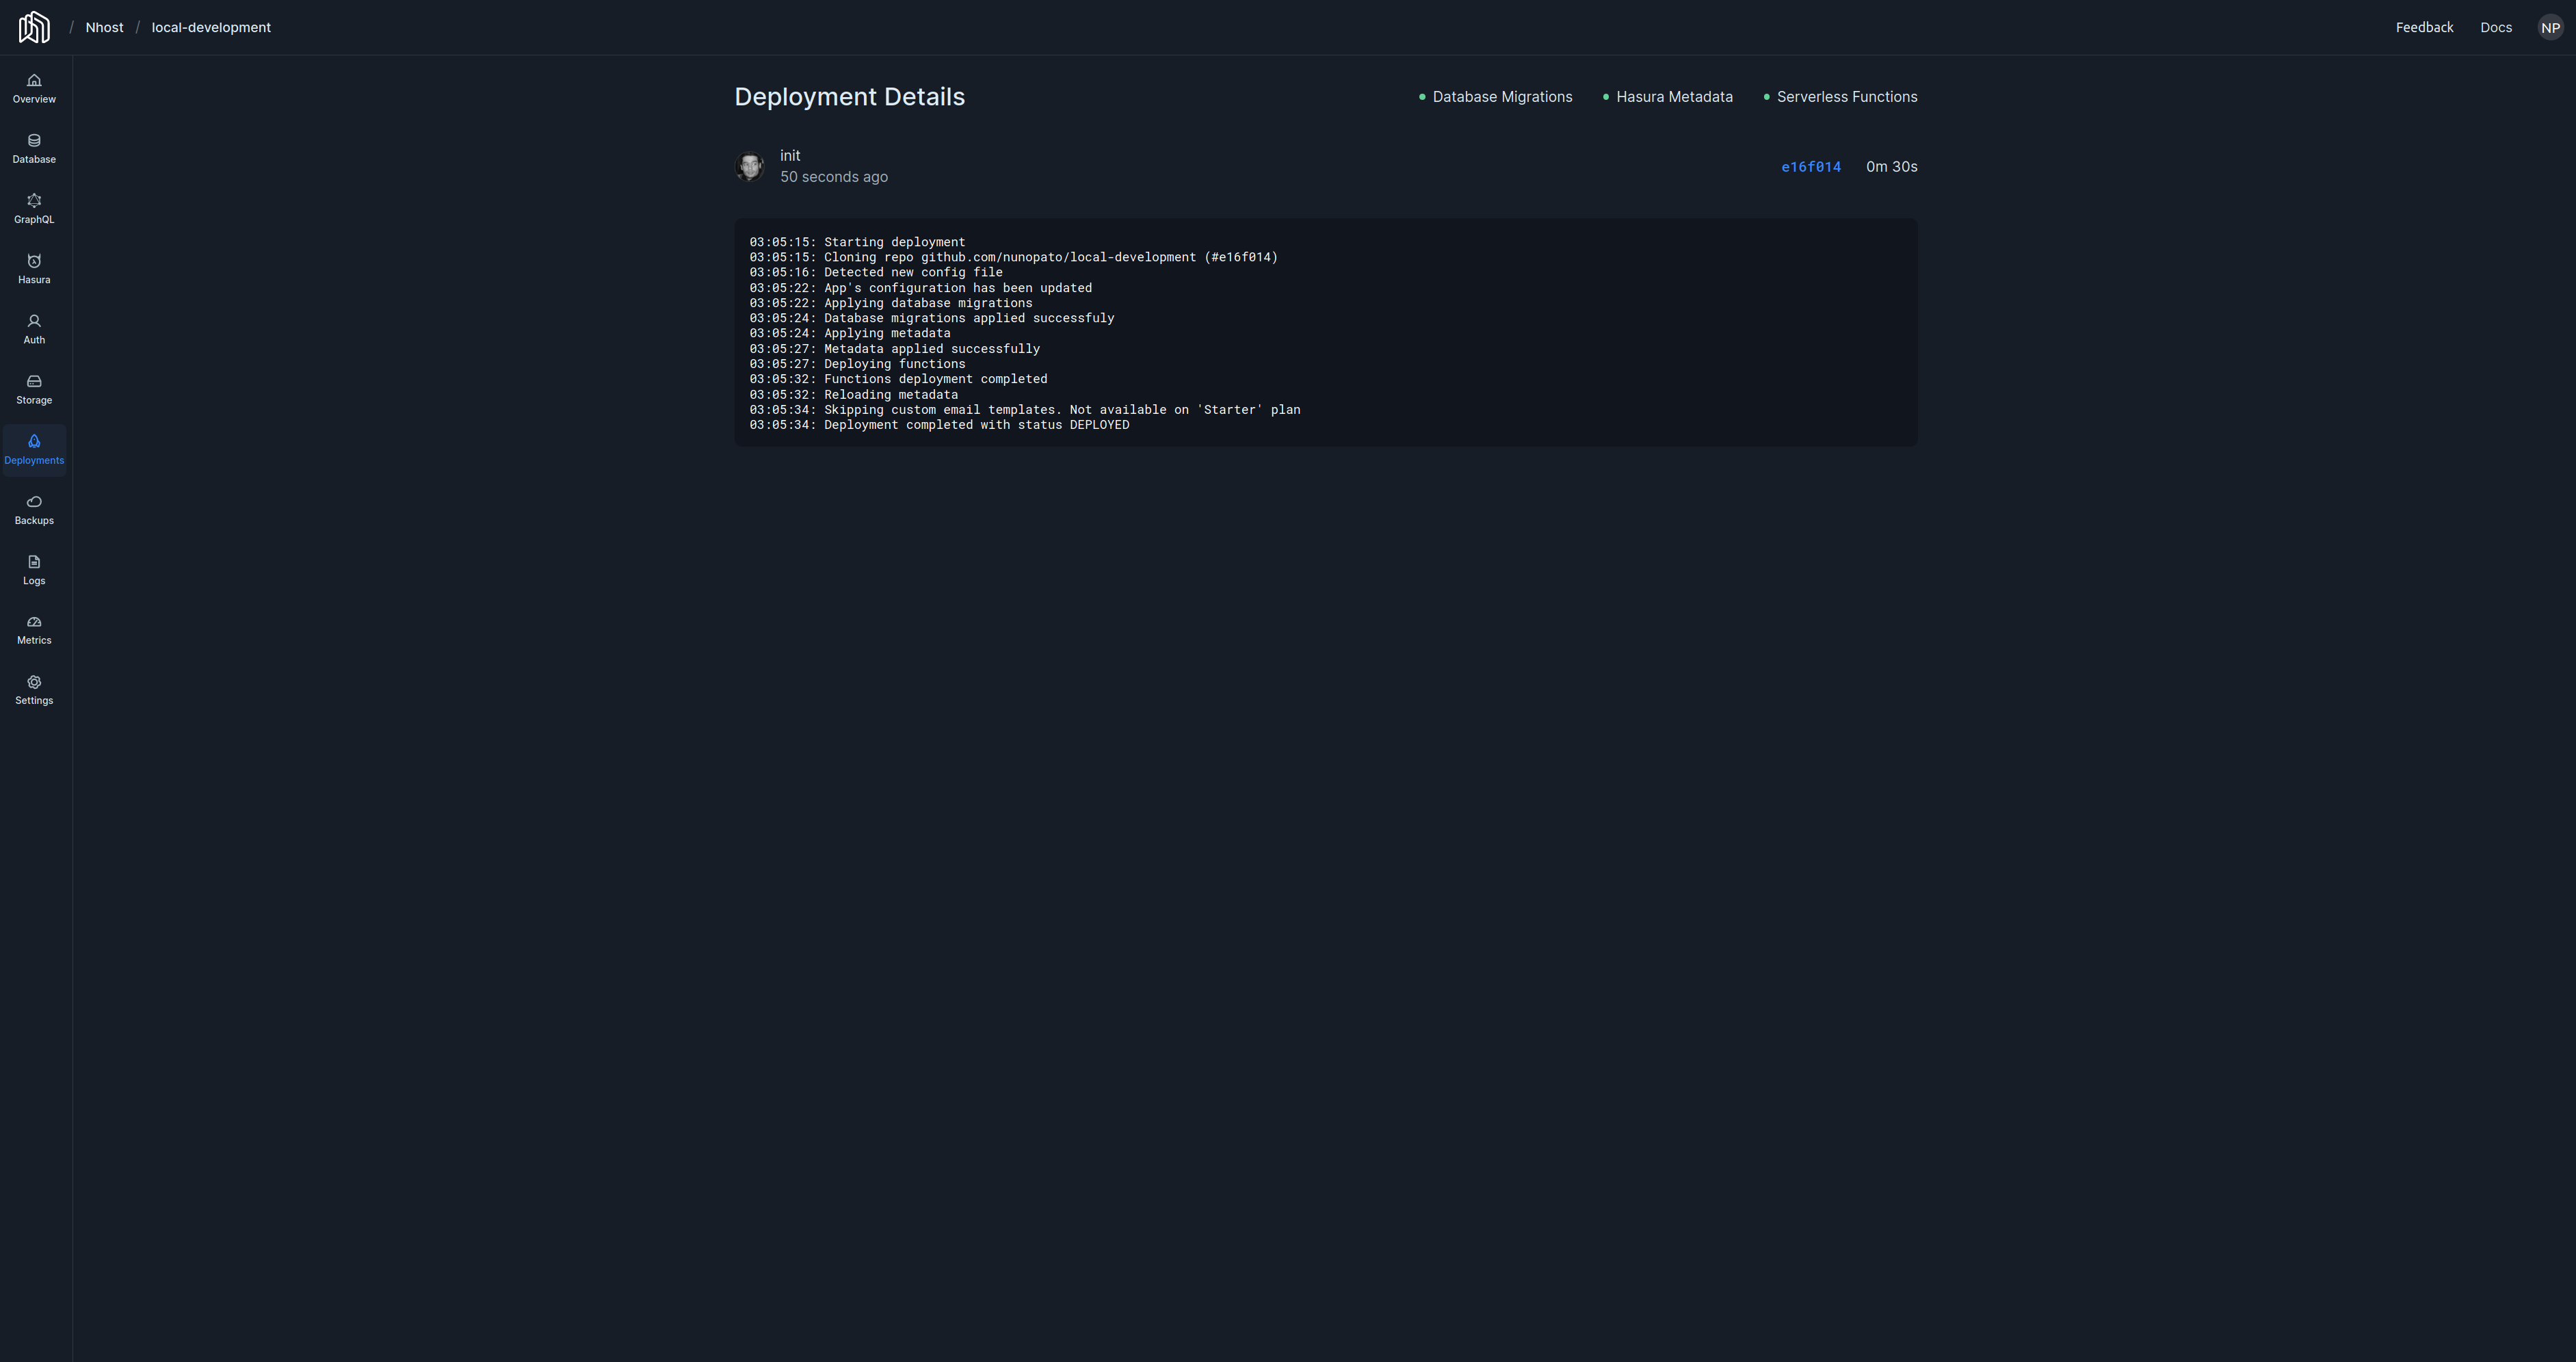 / Nhost / local-development
Feedback
Docs
NP
Overview
Database
GraphQL
Hasura
Auth
Storage
Deployments
Backups
Logs
Metrics
Settings
Deployment Details
Database Migrations
Hasura Metadata
Serverless Functions
init
50 seconds ago
e16f014
0m 30s
03:05:15: Starting deployment
03:05:15: Cloning repo github.com/nunopato/local-development (#e16f014)
03:05:16: Detected new config file
03:05:22: App's configuration has been updated
03:05:22: Applying database migrations
03:05:24: Database migrations applied successfuly
03:05:24: Applying metadata
03:05:27: Metadata applied successfully
03:05:27: Deploying functions
03:05:32: Functions deployment completed
03:05:32: Reloading metadata
03:05:34: Skipping custom email templates. Not available on 'Starter' plan
03:05:34: Deployment completed with status DEPLOYED